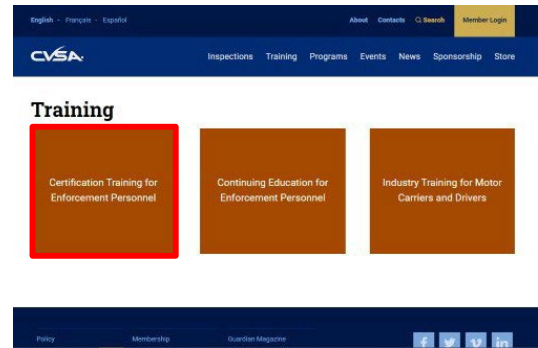 English - Français - Español
About Contacts Search Member Login
CVSA
Inspections Training Programs Events News Sponsorship Store
Training
Certification Training for
Enforcement Personnel
Continuing Education for
Enforcement Personnel
Industry Training for Motor
Carriers and Drivers
Policy Membership Guardian Magazine